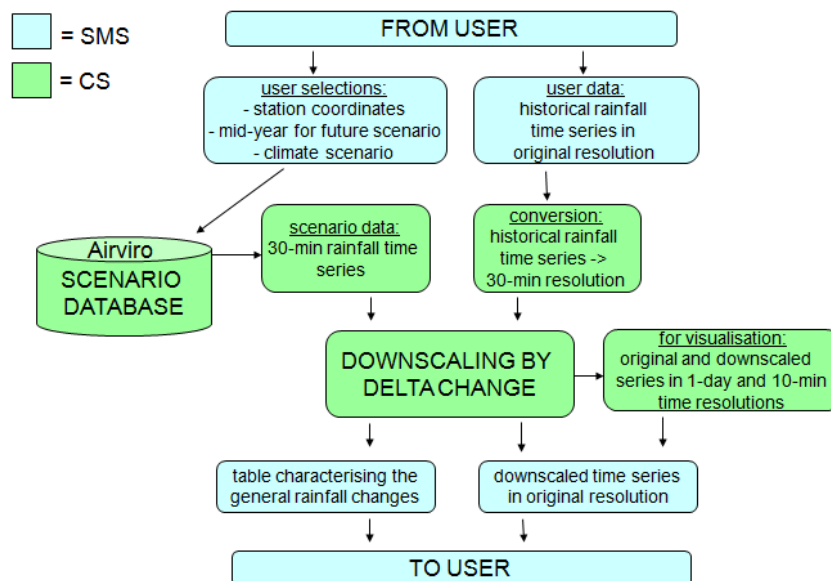 = SMS
= CS
FROM USER
user selections:
- station coordinates
- mid-year for future scenario
- climate scenario
user data:
historical rainfall
time series in
original resolution
Airviro
SCENARIO
DATABASE
scenario data:
30-min rainfall time
series
conversion:
historical rainfall
time series ->
30-min resolution
DOWNSCALING BY
DELTA CHANGE
for visualisation:
original and downscaled
series in 1-day and 10-min
time resolutions
table characterising the
general rainfall changes
downscaled time series
in original resolution
TO USER